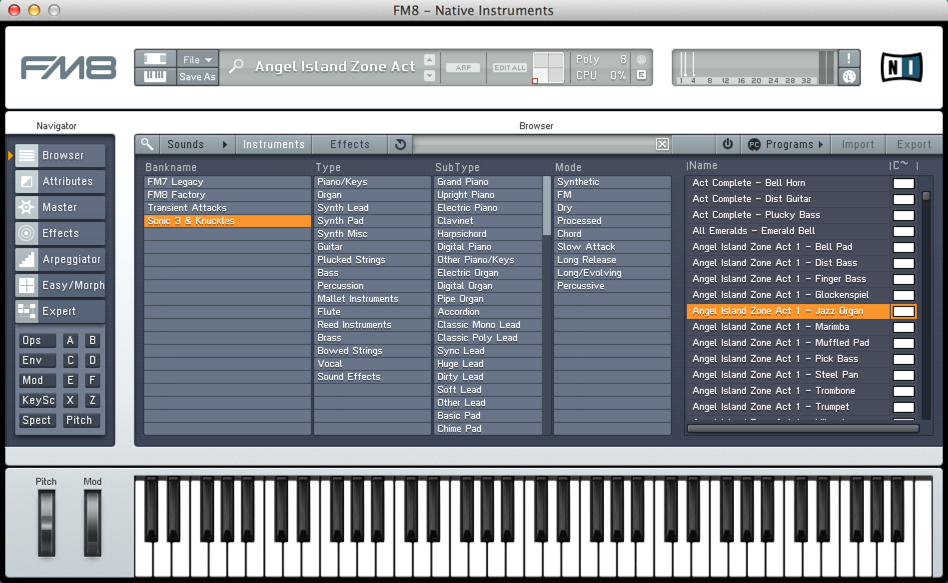 FM8 – Native Instruments
FM8
File
Save As
Angel Island Zone Act
ARP
EDIT ALL
Poly 8
CPU 0%
E
1 4 8 12 16 20 24 28 32
!
NI
Navigator
Browser
Attributes
Master
Effects
Arpeggiator
Easy/Morph
Expert
Ops A B
Env C D
Mod E F
KeySc X Z
Spect Pitch
Browser
Sounds
Instruments
Effects
PC Programs
Import
Export
Bankname
FM7 Legacy
FM8 Factory
Transient Attacks
Sonic 3 & Knuckles
Type
Piano/Keys
Organ
Synth Lead
Synth Pad
Synth Misc
Guitar
Plucked Strings
Bass
Percussion
Mallet Instruments
Flute
Reed Instruments
Brass
Bowed Strings
Vocal
Sound Effects
SubType
Grand Piano
Upright Piano
Electric Piano
Clavinet
Harpsichord
Digital Piano
Other Piano/Keys
Electric Organ
Digital Organ
Pipe Organ
Accordion
Classic Mono Lead
Classic Poly Lead
Sync Lead
Huge Lead
Dirty Lead
Soft Lead
Other Lead
Basic Pad
Chime Pad
Mode
Synthetic
FM
Dry
Processed
Chord
Slow Attack
Long Release
Long/Evolving
Percussive
Name
C~
Act Complete – Bell Horn
Act Complete – Dist Guitar
Act Complete – Plucky Bass
All Emeralds – Emerald Bell
Angel Island Zone Act 1 – Bell Pad
Angel Island Zone Act 1 – Dist Bass
Angel Island Zone Act 1 – Finger Bass
Angel Island Zone Act 1 – Glockenspiel
Angel Island Zone Act 1 – Jazz Organ
Angel Island Zone Act 1 – Marimba
Angel Island Zone Act 1 – Muffled Pad
Angel Island Zone Act 1 – Pick Bass
Angel Island Zone Act 1 – Steel Pan
Angel Island Zone Act 1 – Trombone
Angel Island Zone Act 1 – Trumpet
Pitch
Mod